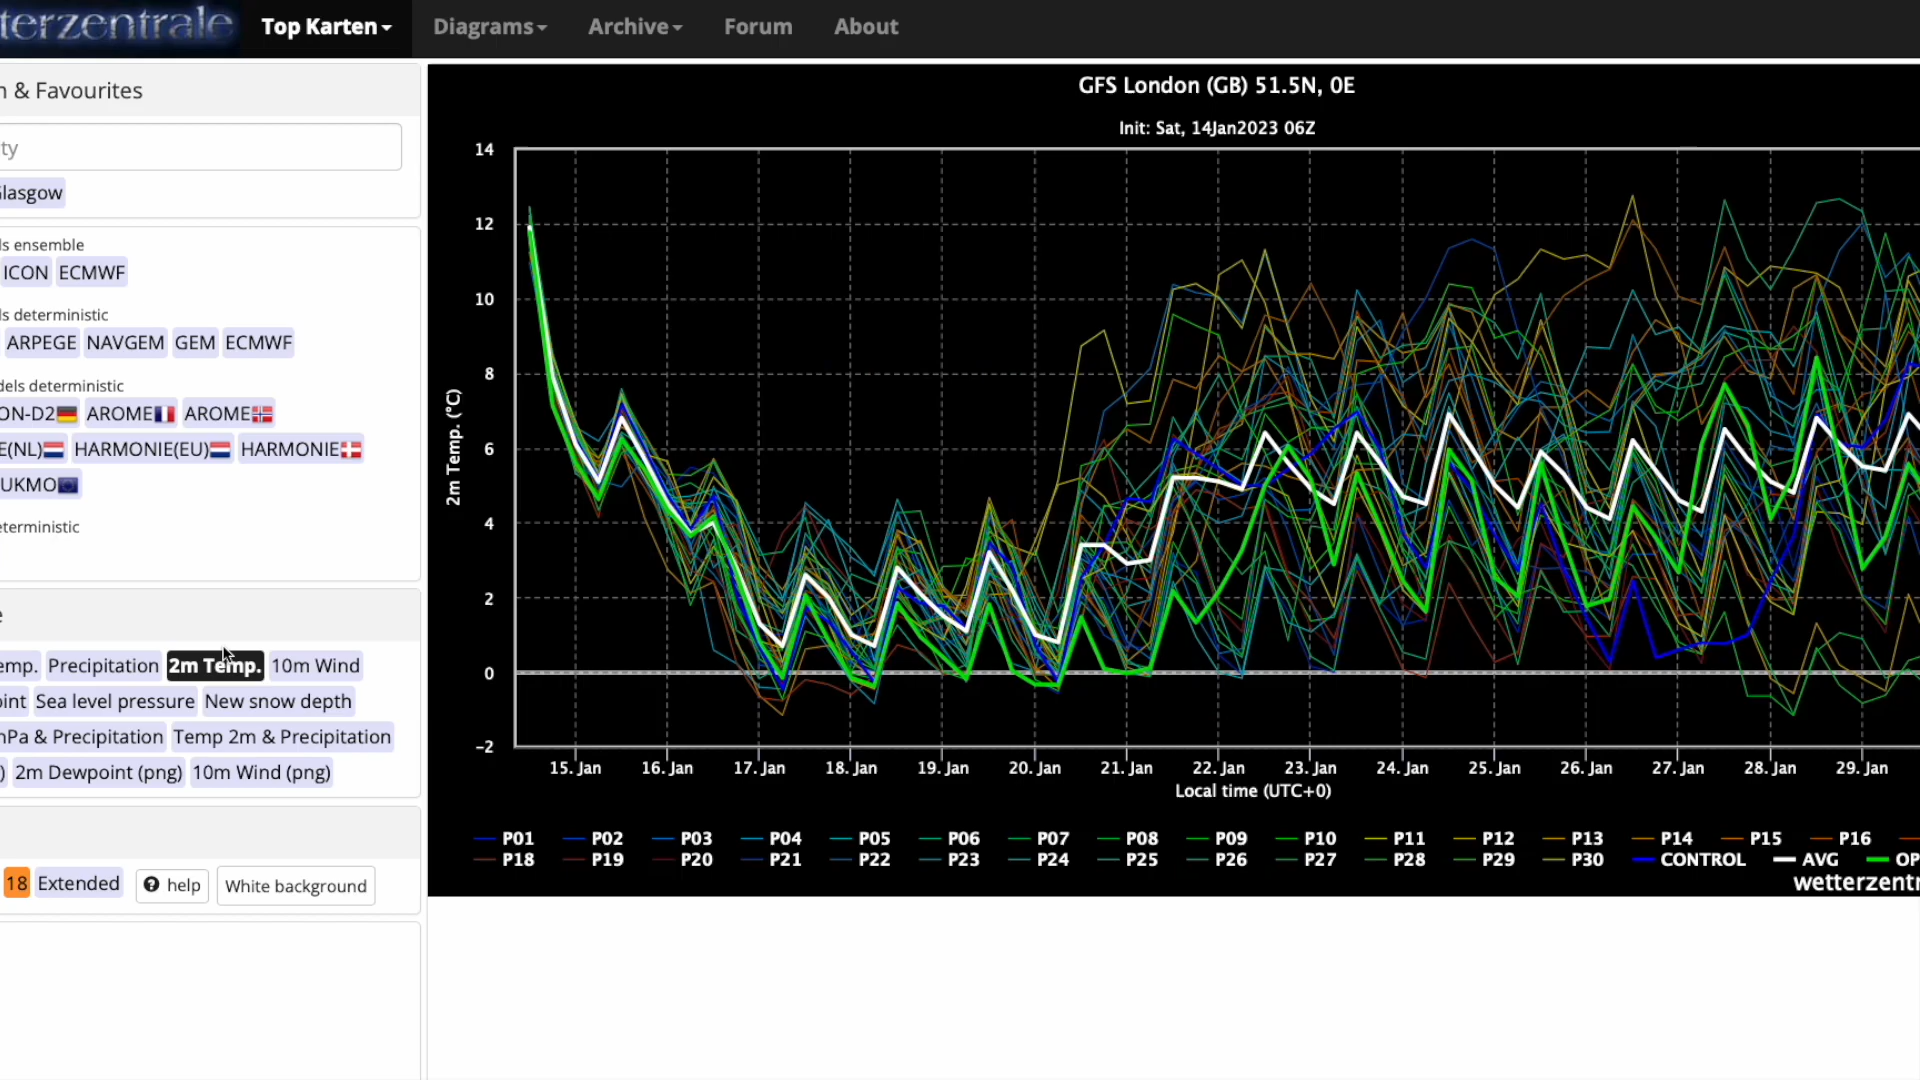 terzentrale Top Karten Diagrams Archive Forum About
n & Favourites
ty
Glasgow
ls ensemble
ICON ECMWF
ls deterministic
ARPEGE NAVGEM GEM ECMWF
dels deterministic
ON-D2 AROME AROME
E(NL) HARMONIE(EU) HARMONIE
UKMO
eterministic
e
emp. Precipitation 2m Temp. 10m Wind
oint Sea level pressure New snow depth
hPa & Precipitation Temp 2m & Precipitation
) 2m Dewpoint (png) 10m Wind (png)
18 Extended help White background
GFS London (GB) 51.5N, 0E
Init: Sat, 14Jan2023 06Z
2m Temp. (°C)
14
12
10
8
6
4
2
0
-2
15. Jan 16. Jan 17. Jan 18. Jan 19. Jan 20. Jan 21. Jan 22. Jan 23. Jan 24. Jan 25. Jan 26. Jan 27. Jan 28. Jan 29. Jan
Local time (UTC+0)
P01 P02 P03 P04 P05 P06 P07 P08 P09 P10 P11 P12 P13 P14 P15 P16
P18 P19 P20 P21 P22 P23 P24 P25 P26 P27 P28 P29 P30 CONTROL AVG OP
wetterzentr